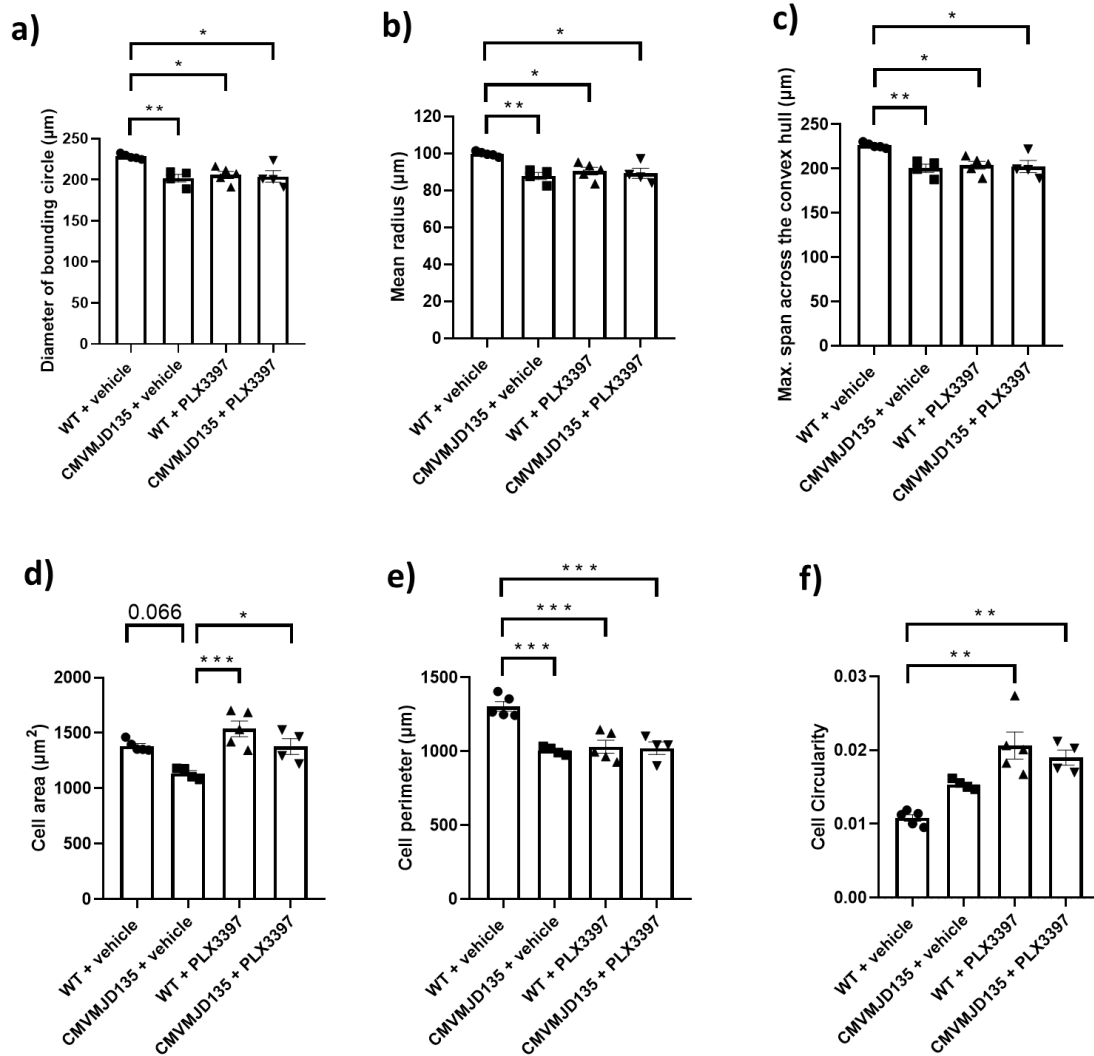 a)
*
*
**
Diameter of bounding circle (µm)
250
200
150
100
50
0
WT + vehicle
CMVMJD135 + vehicle
WT + PLX3397
CMVMJD135 + PLX3397
b)
*
*
**
Mean radius (µm)
120
100
80
60
40
20
0
WT + vehicle
CMVMJD135 + vehicle
WT + PLX3397
CMVMJD135 + PLX3397
c)
*
*
**
Max. span across the convex hull (µm)
250
200
150
100
50
0
WT + vehicle
CMVMJD135 + vehicle
WT + PLX3397
CMVMJD135 + PLX3397
d)
0.066
*
***
Cell area (µm²)
2000
1500
1000
500
0
WT + vehicle
CMVMJD135 + vehicle
WT + PLX3397
CMVMJD135 + PLX3397
e)
***
***
***
Cell perimeter (µm)
1500
1000
500
0
WT + vehicle
CMVMJD135 + vehicle
WT + PLX3397
CMVMJD135 + PLX3397
f)
**
**
Cell Circularity
0.03
0.02
0.01
0.00
WT + vehicle
CMVMJD135 + vehicle
WT + PLX3397
CMVMJD135 + PLX3397